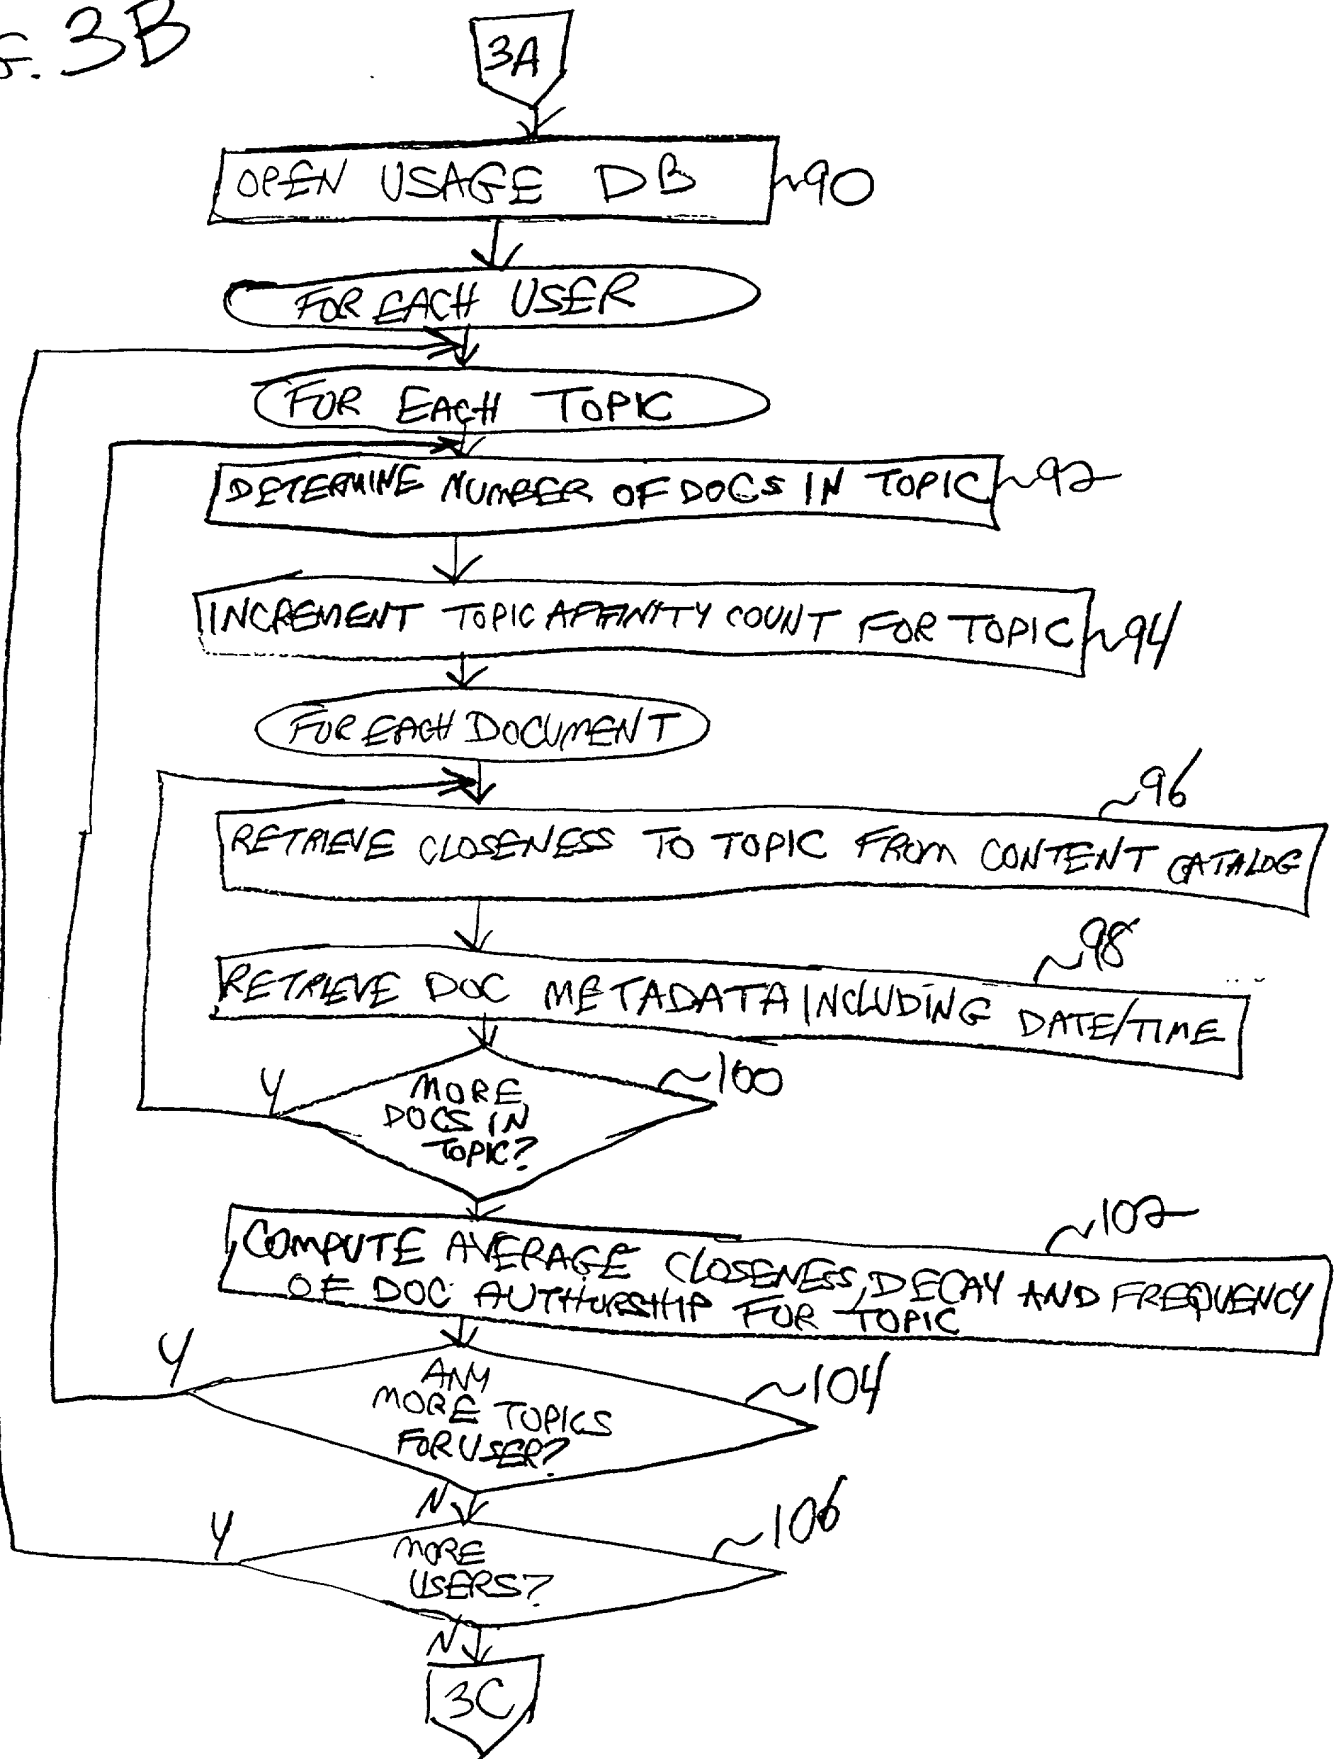 G. 3B
3A
OPEN USAGE DB
90
FOR EACH USER
FOR EACH TOPIC
DETERMINE NUMBER OF DOCS IN TOPIC
92
INCREMENT TOPIC AFFINITY COUNT FOR TOPIC
94
FOR EACH DOCUMENT
96
RETRIEVE CLOSENESS TO TOPIC FROM CONTENT CATALOG
98
RETRIEVE DOC METADATA INCLUDING DATE/TIME
Y
100
MORE
DOCS IN
TOPIC?
102
COMPUTE AVERAGE CLOSENESS, DECAY AND FREQUENCY
OF DOC AUTHORSHIP FOR TOPIC
Y
104
ANY
MORE TOPICS
FOR USER?
N
Y
106
MORE
USERS?
N
3C